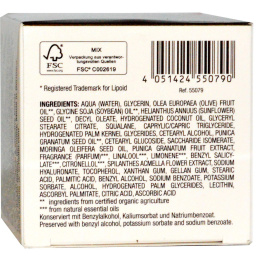 FSC
MIX
Verpackung aus verantwor-
tungsvollen Quellen
FSC® C002619
* Registered Trademark for Lipoid
4 051424 550790
Ref. 55079
INGREDIENTS: AQUA (WATER), GLYCERIN, OLEA EUROPAEA (OLIVE) FRUIT
OIL**, GLYCINE SOJA (SOYBEAN) OIL**, HELIANTHUS ANNUUS (SUNFLOWER)
SEED OIL**, DECYL OLEATE, HYDROGENATED COCONUT OIL, GLYCERYL
STEARATE CITRATE, SQUALANE, CAPRYLIC/CAPRIC TRIGLYCERIDE,
HYDROGENATED PALM KERNEL GLYCERIDES, CETEARYL ALCOHOL, PUNICA
GRANATUM SEED OIL**, CETEARYL GLUCOSIDE, SACCHARUM ISOMERATE,
MORINGA OLEIFERA SEED OIL, PUNICA GRANATUM FRUIT EXTRACT,
FRAGRANCE (PARFUM)***, LINALOOL***, LIMONENE***, BENZYL SALICY-
LATE***, CITRONELLOL***, SPILANTHES ACMELLA FLOWER EXTRACT, SODIUM
HYALURONATE, TOCOPHEROL, XANTHAN GUM, GELLAN GUM, STEARIC
ACID, PALMITIC ACID, BENZYL ALCOHOL, SODIUM BENZOATE, POTASSIUM
SORBATE, ALCOHOL, HYDROGENATED PALM GLYCERIDES, LECITHIN,
ASCORBYL PALMITATE, CITRIC ACID, ASCORBIC ACID
** ingredients from certified organic agriculture
*** from natural essential oils
Konserviert mit Benzylalkohol, Kaliumsorbat und Natriumbenzoat.
Preserved with benzyl alcohol, potassium sorbate and sodium benzoate.